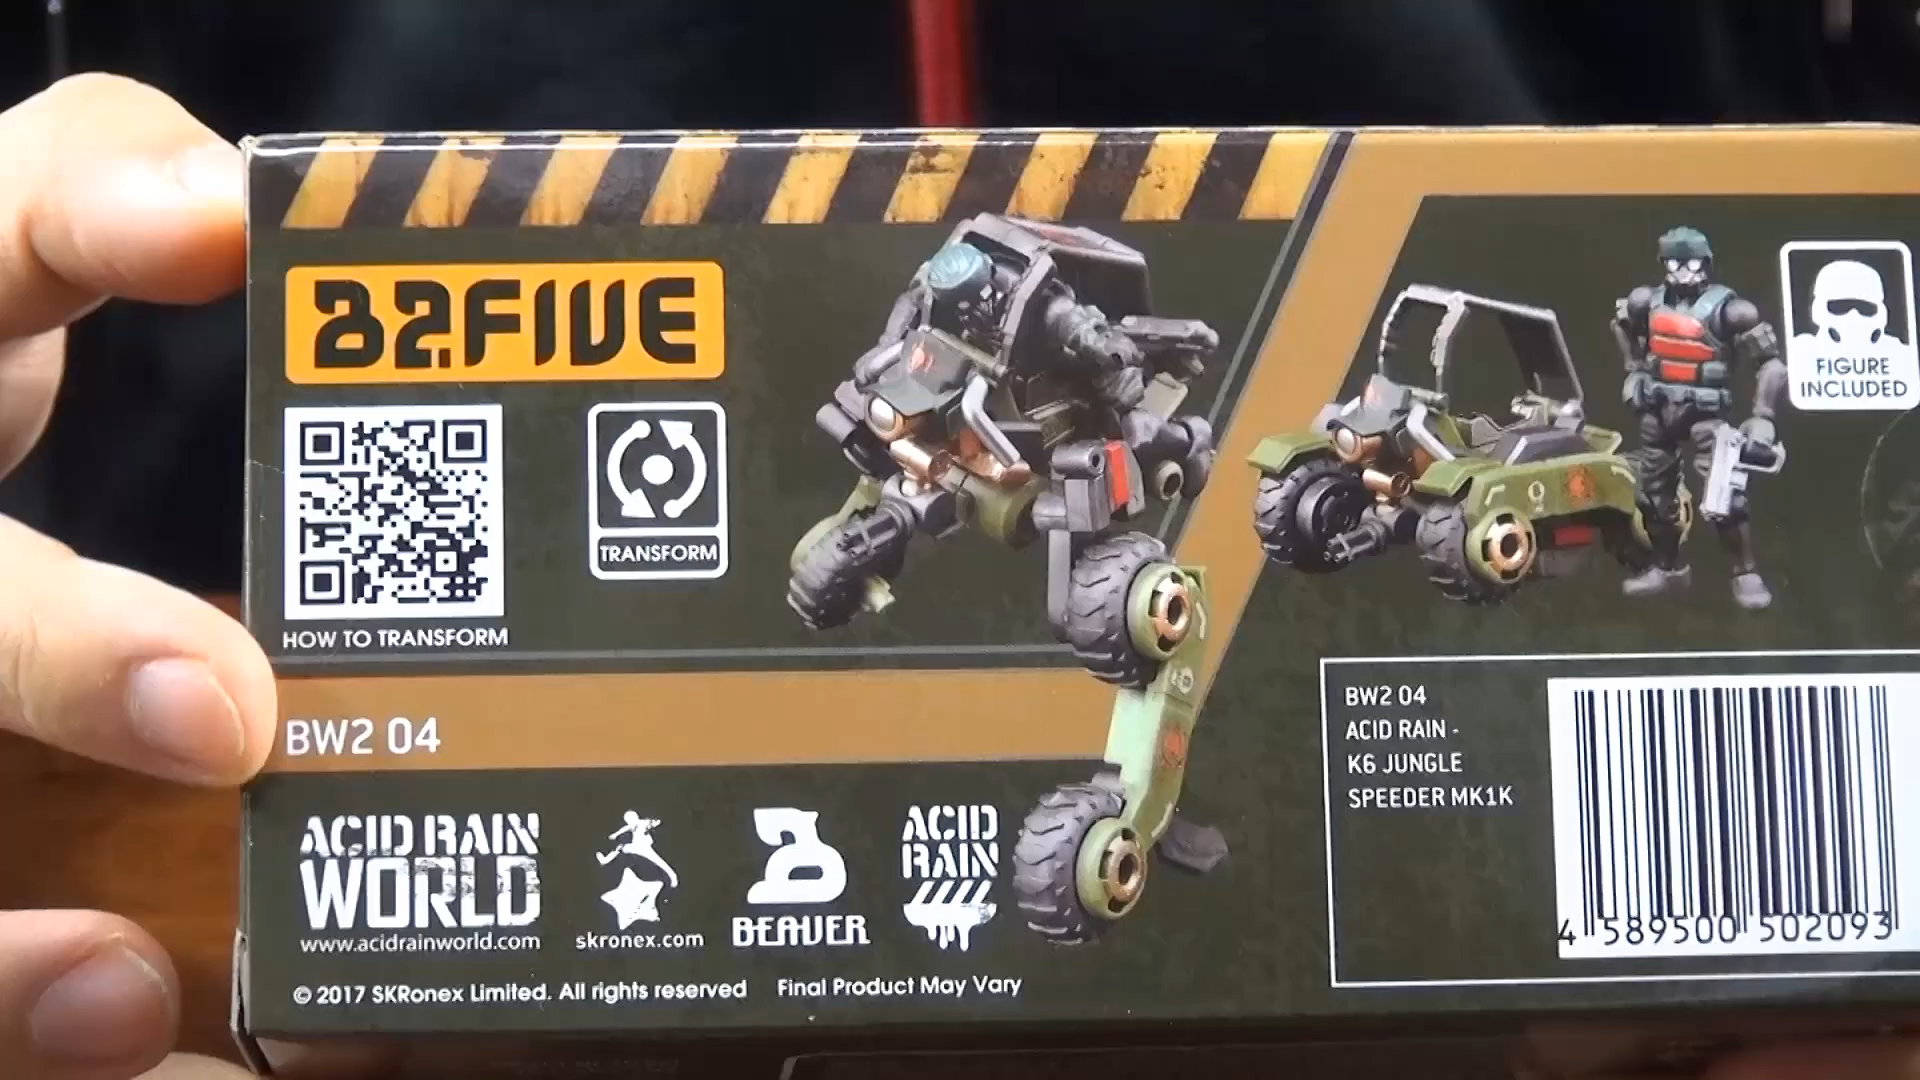 B2FIVE
FIGURE
INCLUDED
TRANSFORM
HOW TO TRANSFORM
BW2 04
BW2 04
ACID RAIN -
K6 JUNGLE
SPEEDER MK1K
4 589500 502093
ACID RAIN
WORLD
www.acidrainworld.com
skronex.com
BEAVER
ACID
RAIN
© 2017 SKRonex Limited. All rights reserved
Final Product May Vary